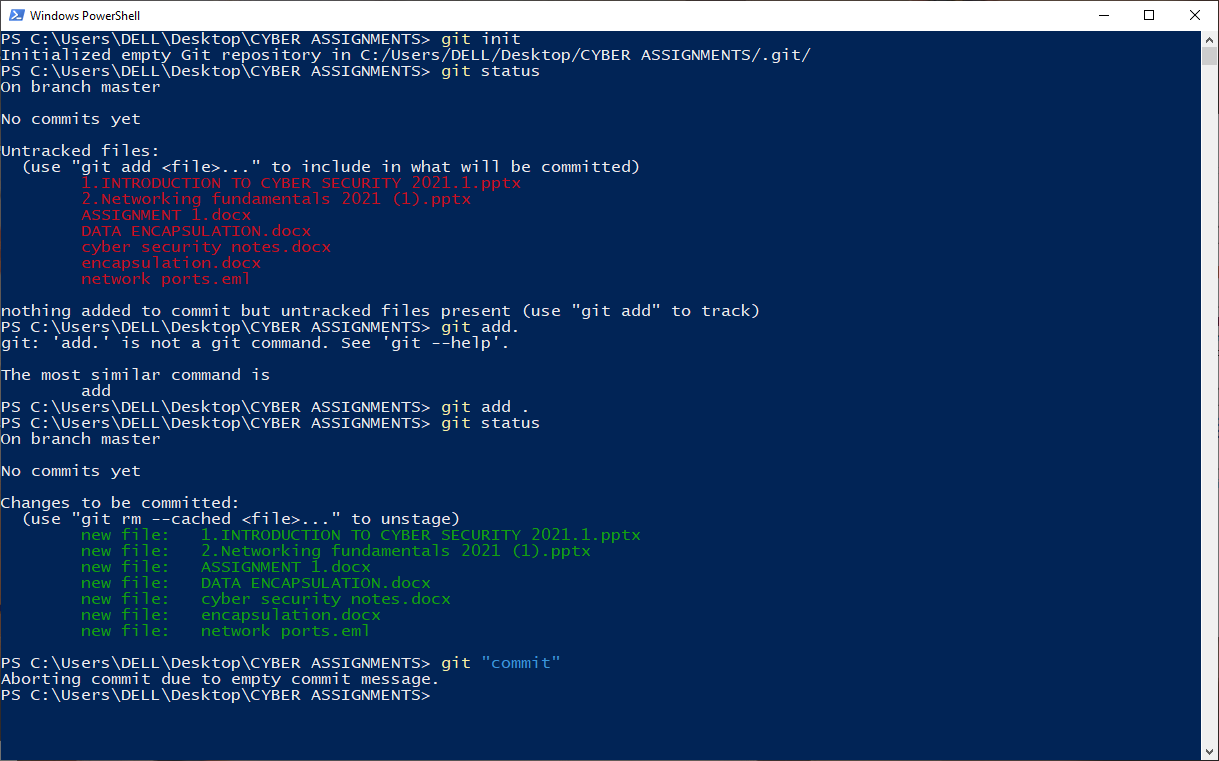 Windows PowerShell
PS C:\Users\DELL\Desktop\CYBER ASSIGNMENTS> git init
Initialized empty Git repository in C:/Users/DELL/Desktop/CYBER ASSIGNMENTS/.git/
PS C:\Users\DELL\Desktop\CYBER ASSIGNMENTS> git status
On branch master

No commits yet

Untracked files:
  (use "git add <file>..." to include in what will be committed)
        1.INTRODUCTION TO CYBER SECURITY 2021.1.pptx
        2.Networking fundamentals 2021 (1).pptx
        ASSIGNMENT 1.docx
        DATA ENCAPSULATION.docx
        cyber security notes.docx
        encapsulation.docx
        network ports.eml

nothing added to commit but untracked files present (use "git add" to track)
PS C:\Users\DELL\Desktop\CYBER ASSIGNMENTS> git add.
git: 'add.' is not a git command. See 'git --help'.

The most similar command is
        add
PS C:\Users\DELL\Desktop\CYBER ASSIGNMENTS> git add .
PS C:\Users\DELL\Desktop\CYBER ASSIGNMENTS> git status
On branch master

No commits yet

Changes to be committed:
  (use "git rm --cached <file>..." to unstage)
        new file:   1.INTRODUCTION TO CYBER SECURITY 2021.1.pptx
        new file:   2.Networking fundamentals 2021 (1).pptx
        new file:   ASSIGNMENT 1.docx
        new file:   DATA ENCAPSULATION.docx
        new file:   cyber security notes.docx
        new file:   encapsulation.docx
        new file:   network ports.eml

PS C:\Users\DELL\Desktop\CYBER ASSIGNMENTS> git "commit"
Aborting commit due to empty commit message.
PS C:\Users\DELL\Desktop\CYBER ASSIGNMENTS>